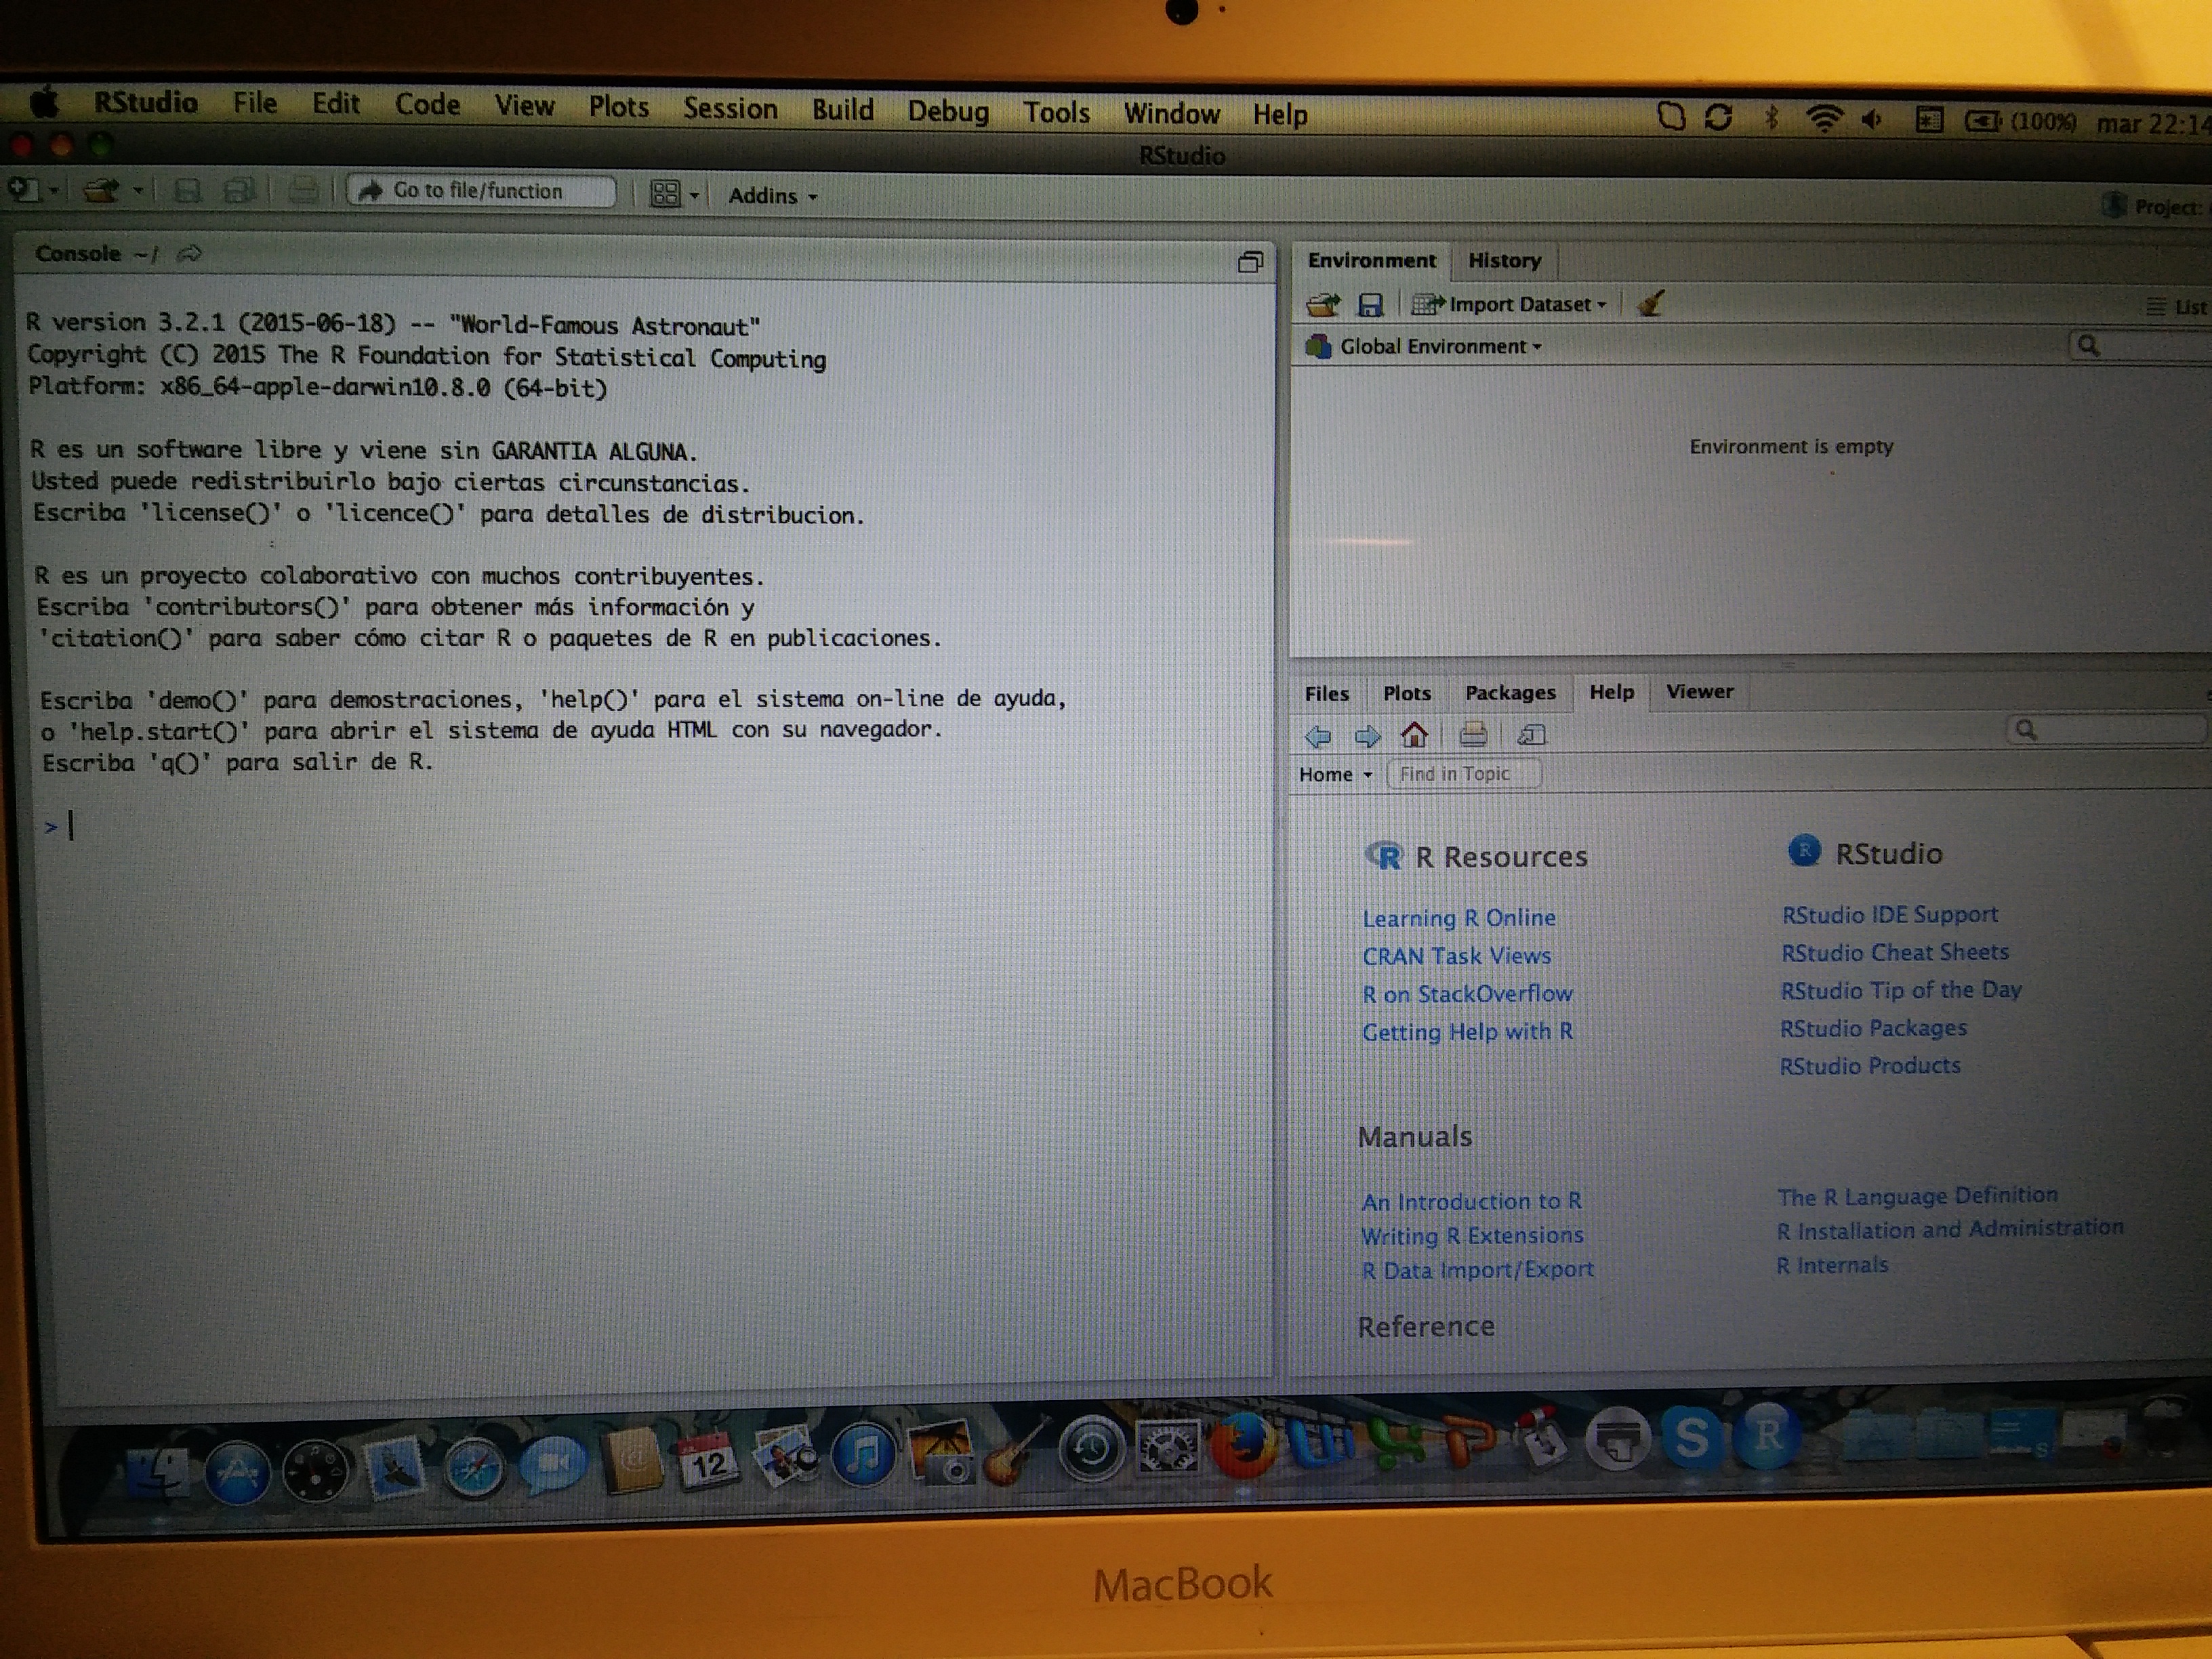 RStudio File Edit Code View Plots Session Build Debug Tools Window Help (100%) mar 22:14
RStudio
Go to file/function Addins Project:
Console ~/
R version 3.2.1 (2015-06-18) -- "World-Famous Astronaut"
Copyright (C) 2015 The R Foundation for Statistical Computing
Platform: x86_64-apple-darwin10.8.0 (64-bit)
R es un software libre y viene sin GARANTIA ALGUNA.
Usted puede redistribuirlo bajo ciertas circunstancias.
Escriba 'license()' o 'licence()' para detalles de distribucion.
R es un proyecto colaborativo con muchos contribuyentes.
Escriba 'contributors()' para obtener más información y
'citation()' para saber cómo citar R o paquetes de R en publicaciones.
Escriba 'demo()' para demostraciones, 'help()' para el sistema on-line de ayuda,
o 'help.start()' para abrir el sistema de ayuda HTML con su navegador.
Escriba 'q()' para salir de R.
>
Environment History
Import Dataset List
Global Environment
Environment is empty
Files Plots Packages Help Viewer
Home Find in Topic
R R Resources
Learning R Online
CRAN Task Views
R on StackOverflow
Getting Help with R
R RStudio
RStudio IDE Support
RStudio Cheat Sheets
RStudio Tip of the Day
RStudio Packages
RStudio Products
Manuals
An Introduction to R
Writing R Extensions
R Data Import/Export
The R Language Definition
R Installation and Administration
R Internals
Reference
12
S
R
MacBook